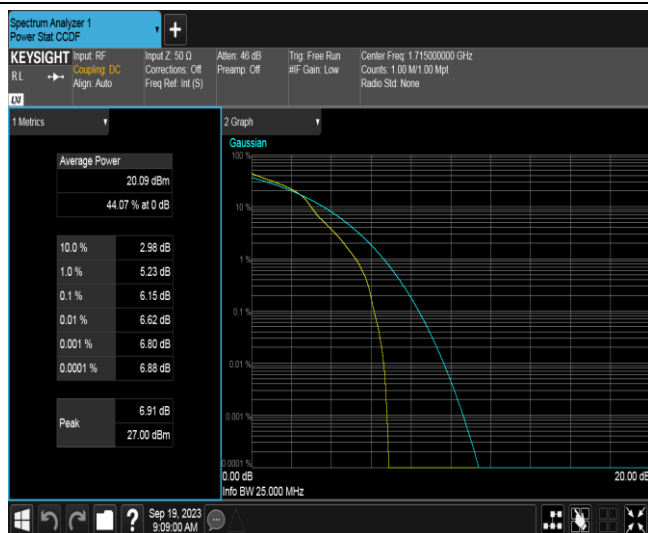 Spectrum Analyzer 1
Power Stat CCDF
+
KEYSIGHT
RL
LXI
Input: RF
Coupling: DC
Align: Auto
Input Z: 50 Ω
Corrections: Off
Freq Ref: Int (S)
Atten: 46 dB
Preamp: Off
Trig: Free Run
#IF Gain: Low
Center Freq: 1.715000000 GHz
Counts: 1.00 M/1.00 Mpt
Radio Std: None
1 Metrics
Average Power
20.09 dBm
44.07 % at 0 dB
10.0 % 2.98 dB
1.0 % 5.23 dB
0.1 % 6.15 dB
0.01 % 6.62 dB
0.001 % 6.80 dB
0.0001 % 6.88 dB
Peak
6.91 dB
27.00 dBm
2 Graph
Gaussian
100 %
10 %
1 %
0.1 %
0.01 %
0.001 %
0.0001 %
0.00 dB
20.00 dB
Info BW 25.000 MHz
?
Sep 19, 2023
9:09:00 AM